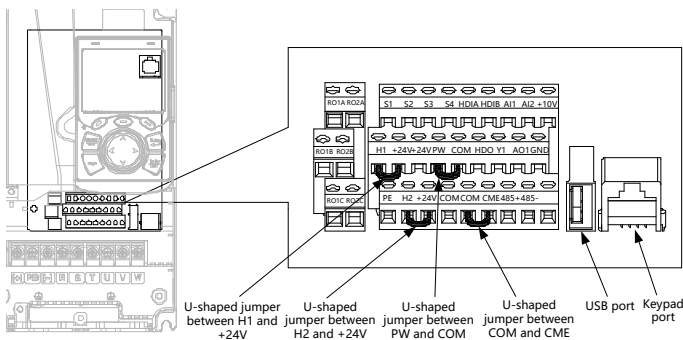 RO1A RO2A
S1 S2 S3 S4 HDIA HDIB AI1 AI2 +10V
RO1B RO2B
H1 +24V +24V PW COM HDO Y1 AO1 GND
RO1C RO2C
PE H2 +24V COM COM CME 485+ 485-
(+) PB (-) R S T U V W
U-shaped jumper
between H1 and
+24V
U-shaped
jumper between
H2 and +24V
U-shaped
jumper between
PW and COM
U-shaped
jumper between
COM and CME
USB port
Keypad
port